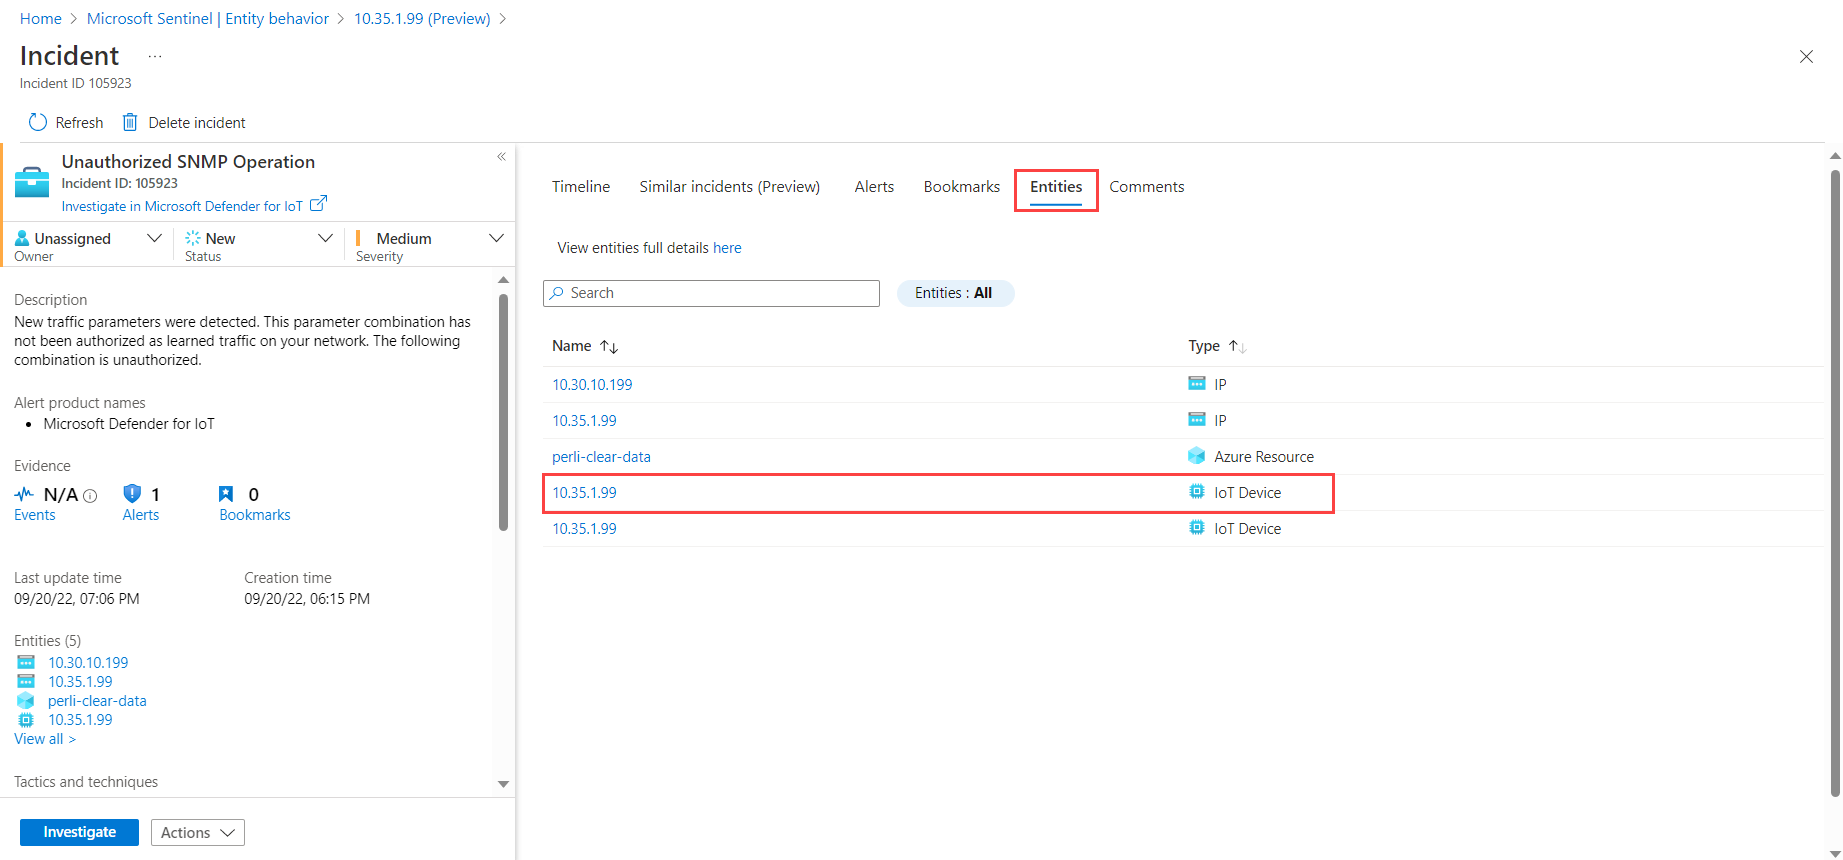 Home > Microsoft Sentinel | Entity behavior > 10.35.1.99 (Preview) >
Incident ...
Incident ID 105923
Refresh Delete incident
Unauthorized SNMP Operation
Incident ID: 105923
Investigate in Microsoft Defender for IoT
Unassigned New Medium
Owner Status Severity
Description
New traffic parameters were detected. This parameter combination has
not been authorized as learned traffic on your network. The following
combination is unauthorized.
Alert product names
• Microsoft Defender for IoT
Evidence
N/A 1 0
Events Alerts Bookmarks
Last update time Creation time
09/20/22, 07:06 PM 09/20/22, 06:15 PM
Entities (5)
10.30.10.199
10.35.1.99
perli-clear-data
10.35.1.99
View all >
Tactics and techniques
Investigate Actions
Timeline Similar incidents (Preview) Alerts Bookmarks Entities Comments
View entities full details here
Search Entities : All
Name Type
10.30.10.199 IP
10.35.1.99 IP
perli-clear-data Azure Resource
10.35.1.99 IoT Device
10.35.1.99 IoT Device